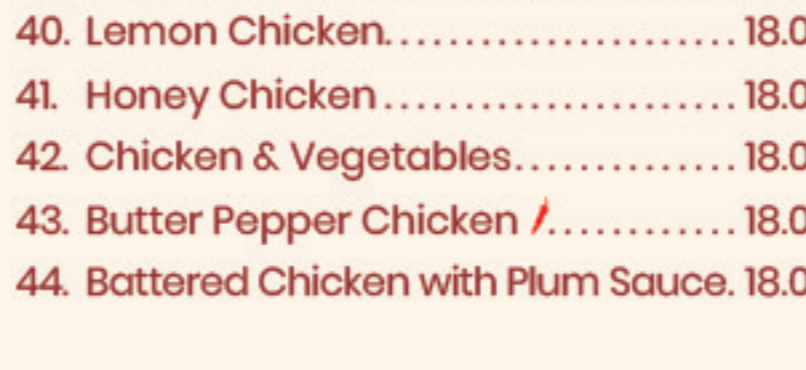 40. Lemon Chicken....................... 18.0
41. Honey Chicken ....................... 18.0
42. Chicken & Vegetables............... 18.0
43. Butter Pepper Chicken ............ 18.0
44. Battered Chicken with Plum Sauce. 18.0